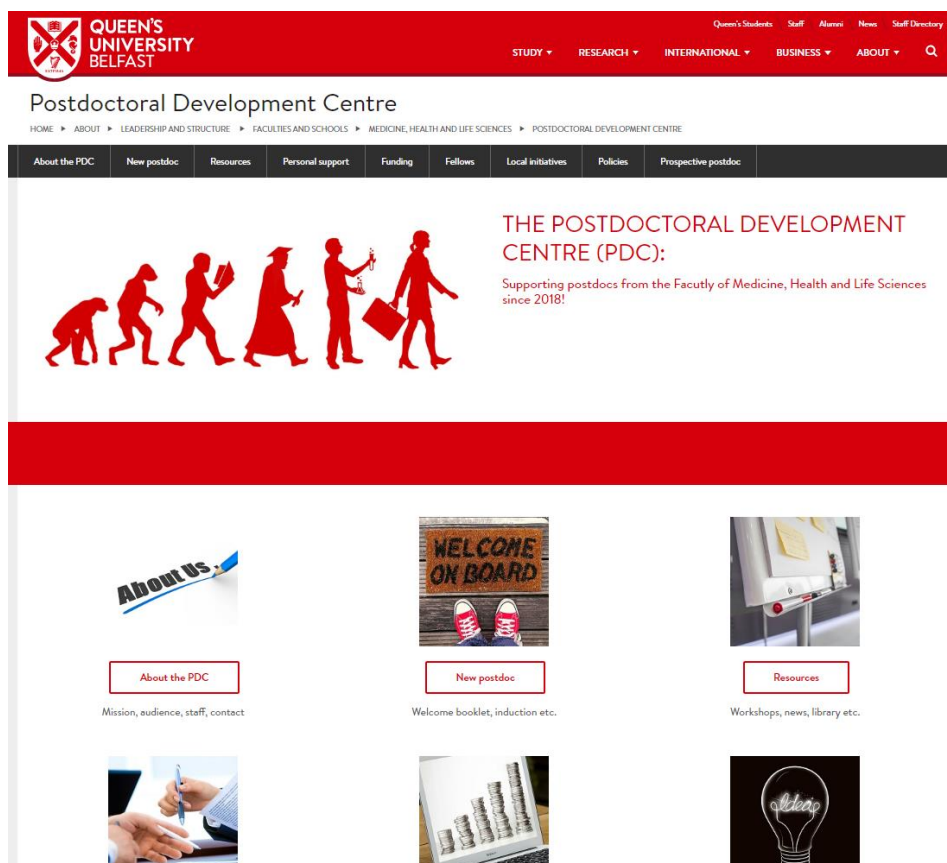 QUEEN'S
UNIVERSITY
BELFAST
Queen's Students Staff Alumni News Staff Directory
STUDY RESEARCH INTERNATIONAL BUSINESS ABOUT
Postdoctoral Development Centre
HOME ABOUT LEADERSHIP AND STRUCTURE FACULTIES AND SCHOOLS MEDICINE, HEALTH AND LIFE SCIENCES POSTDOCTORAL DEVELOPMENT CENTRE
About the PDC New postdoc Resources Personal support Funding Fellows Local initiatives Policies Prospective postdoc
THE POSTDOCTORAL DEVELOPMENT
CENTRE (PDC):
Supporting postdocs from the Facutly of Medicine, Health and Life Sciences
since 2018!
About Us
WELCOME
ON BOARD
About the PDC New postdoc Resources
Mission, audience, staff, contact Welcome booklet, induction etc. Workshops, news, library etc.
Ideas